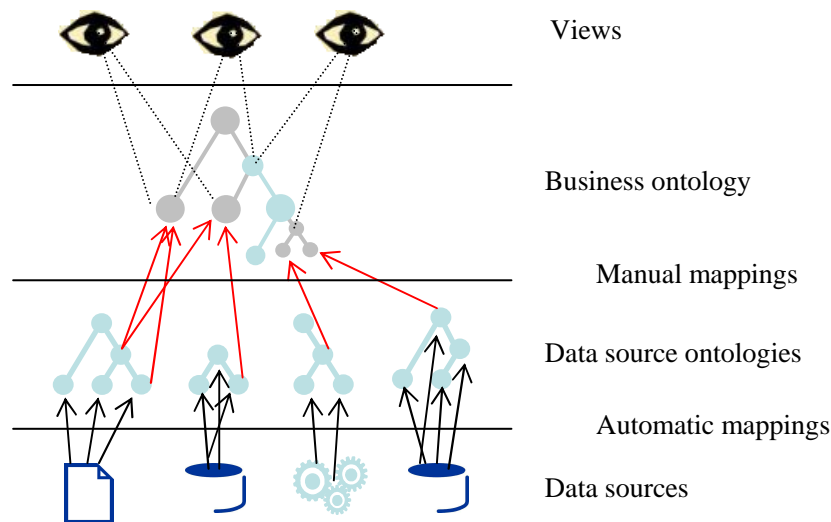 Views
Business ontology
Manual mappings
Data source ontologies
Automatic mappings
Data sources